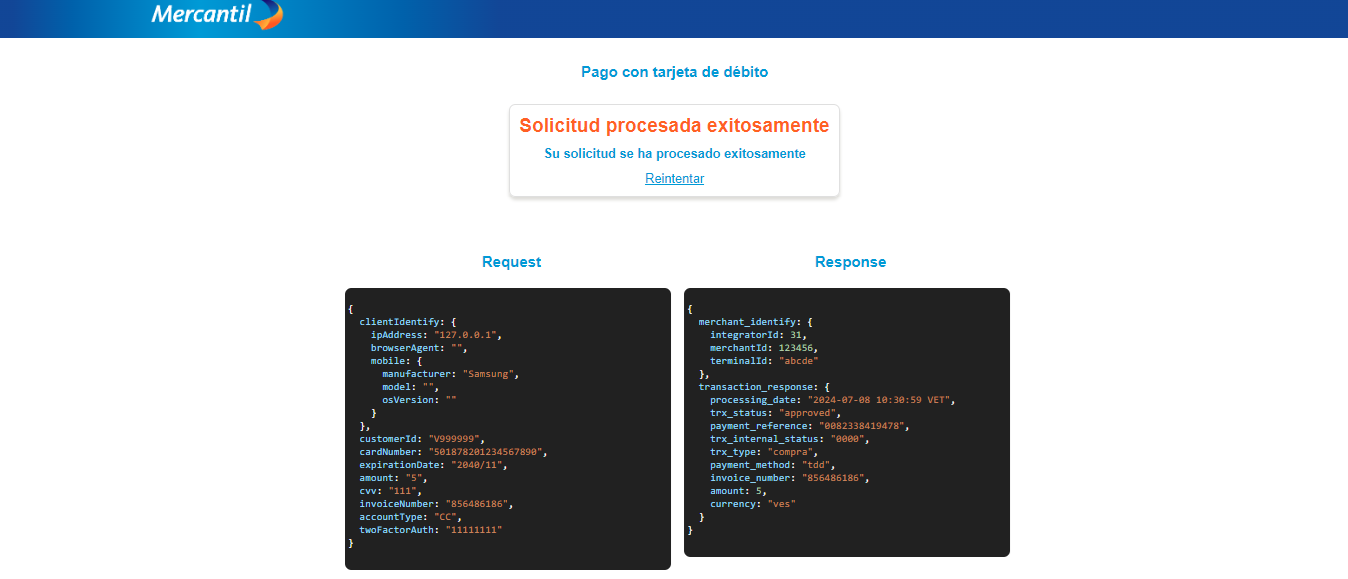 Mercantil
Pago con tarjeta de débito
Solicitud procesada exitosamente
Su solicitud se ha procesado exitosamente
Reintentar
Request
{
  clientIdentify: {
    ipAddress: "127.0.0.1",
    browserAgent: "",
    mobile: {
      manufacturer: "Samsung",
      model: "",
      osVersion: ""
    }
  },
  customerId: "V999999",
  cardNumber: "501878201234567890",
  expirationDate: "2040/11",
  amount: "5",
  cvv: "111",
  invoiceNumber: "856486186",
  accountType: "CC",
  twoFactorAuth: "11111111"
}
Response
{
  merchant_identify: {
    integratorId: 31,
    merchantId: 123456,
    terminalId: "abcde"
  },
  transaction_response: {
    processing_date: "2024-07-08 10:30:59 VET",
    trx_status: "approved",
    payment_reference: "0082338419478",
    trx_internal_status: "0000",
    trx_type: "compra",
    payment_method: "tdd",
    invoice_number: "856486186",
    amount: 5,
    currency: "ves"
  }
}